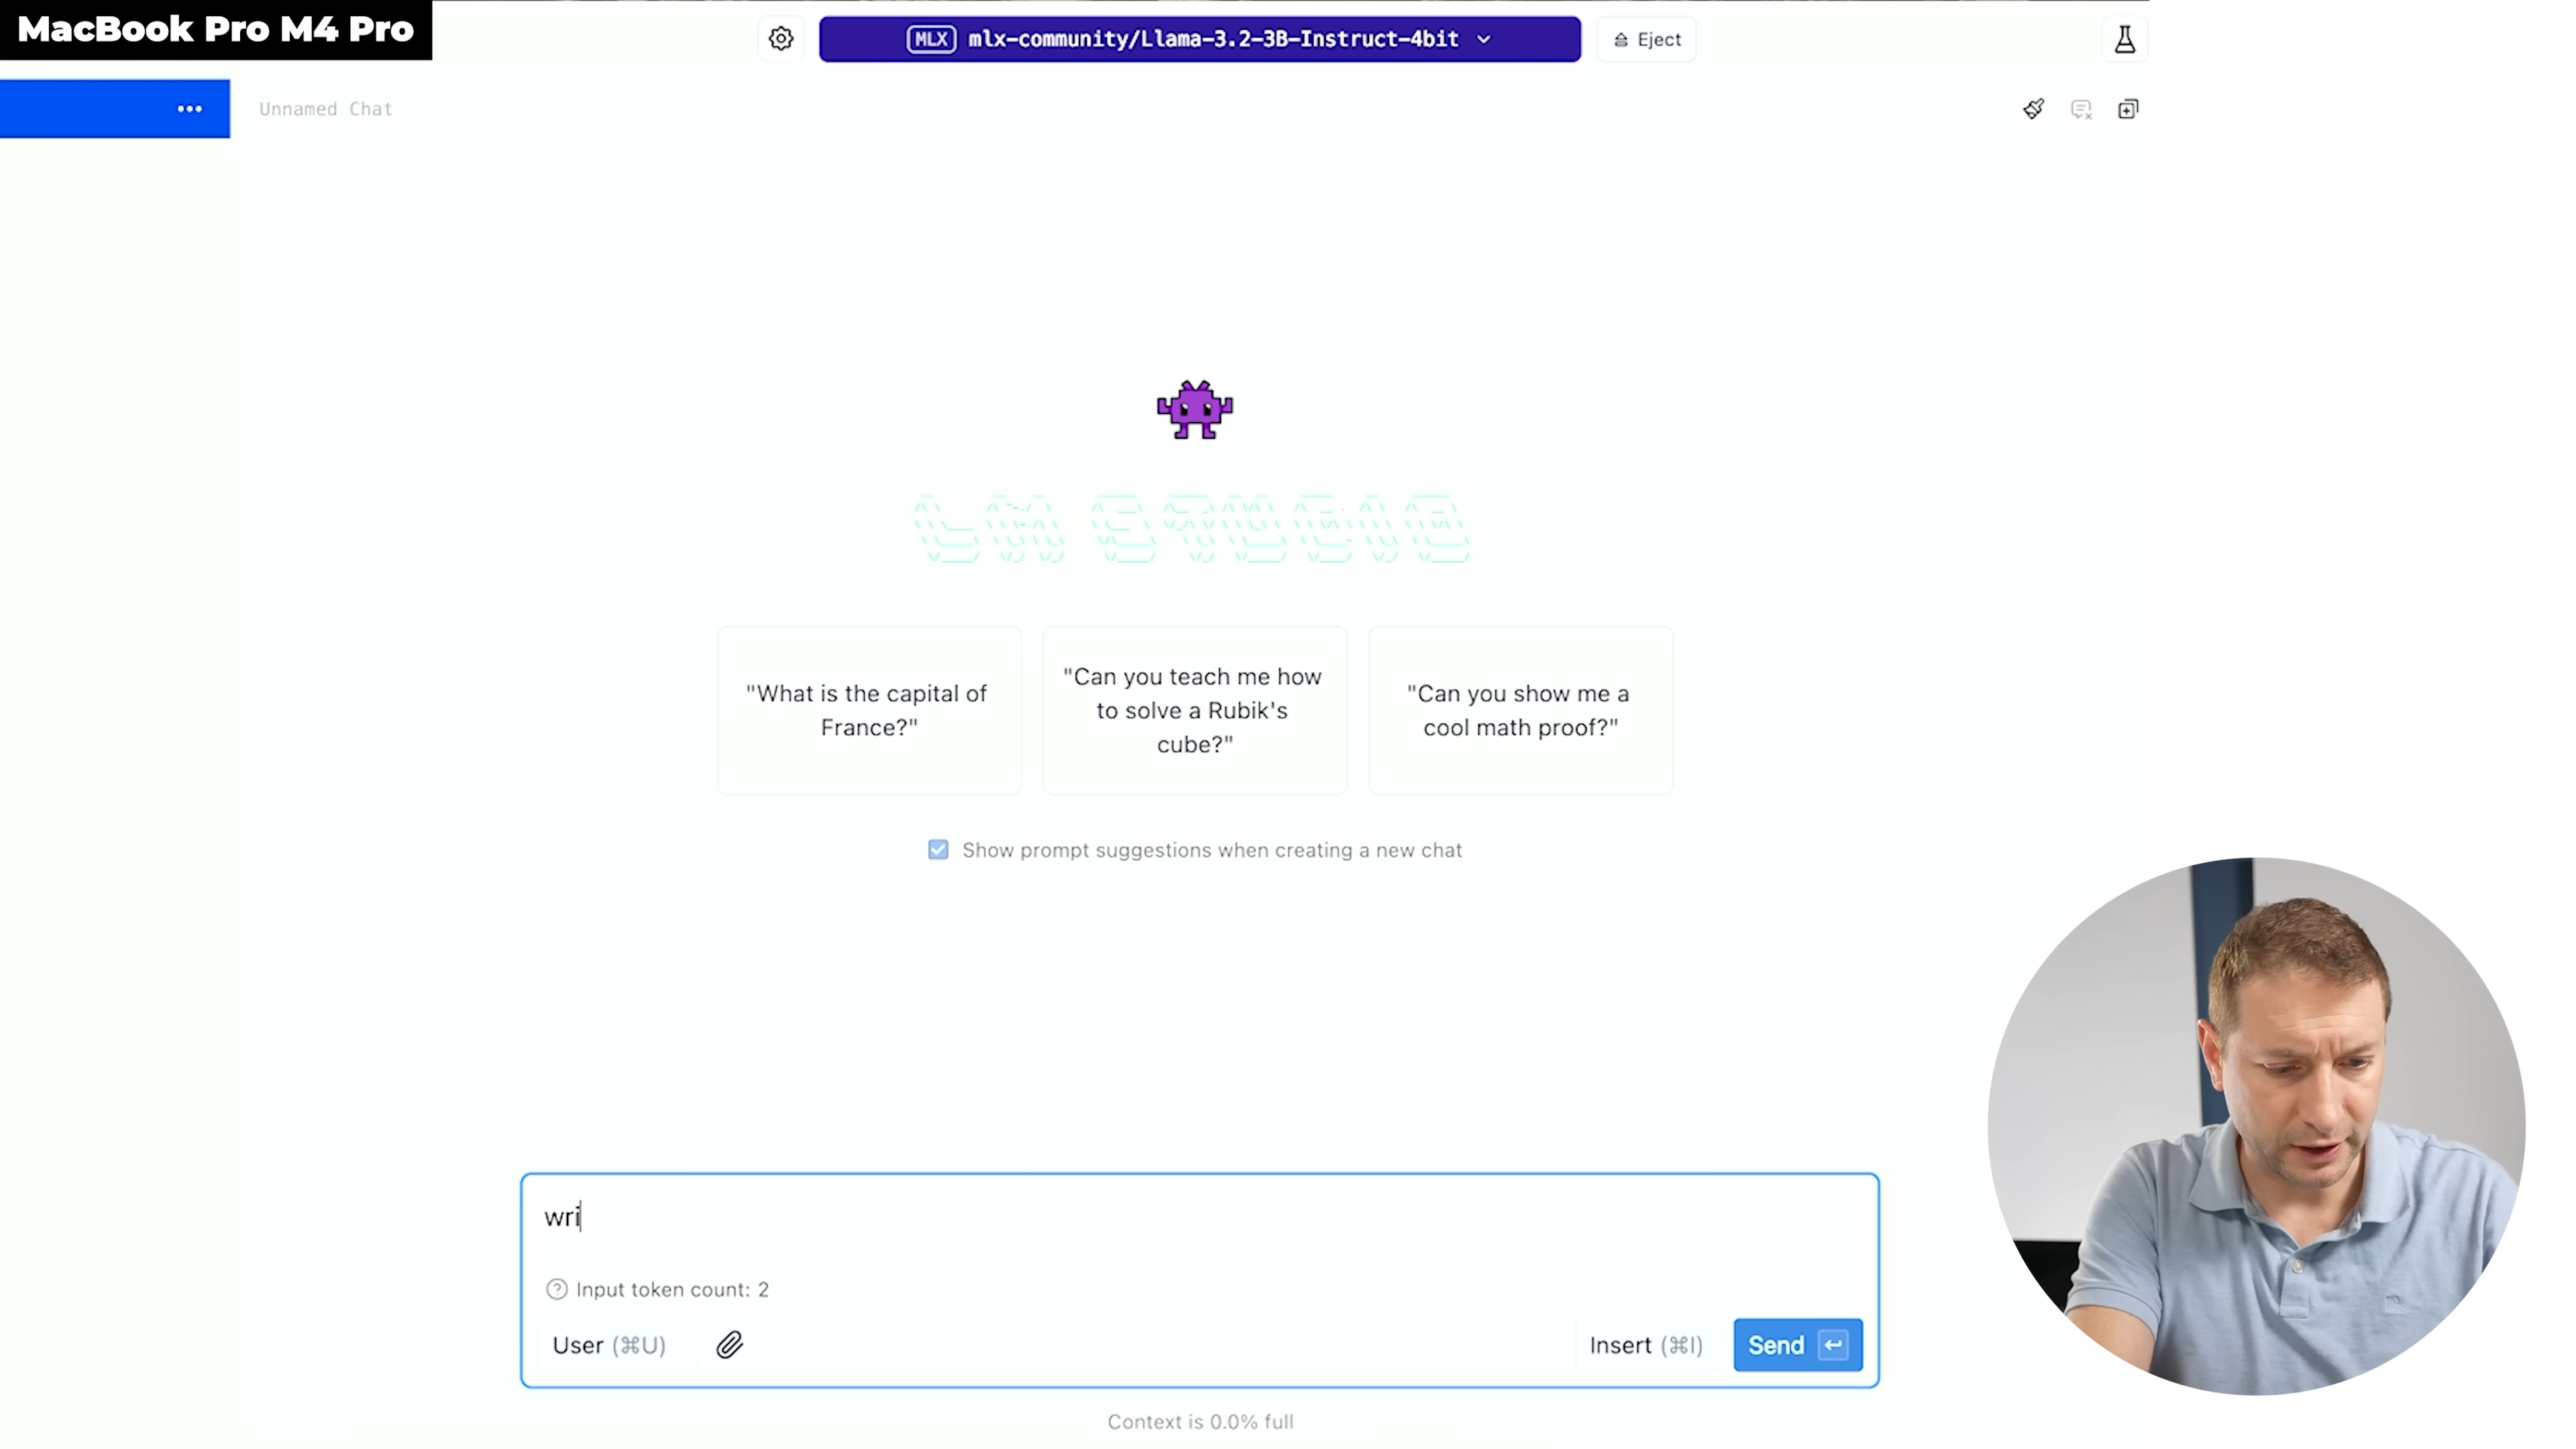 MacBook Pro M4 Pro
MLX mlx-community/Llama-3.2-3B-Instruct-4bit
Eject
Unnamed Chat
LM STUDIO
"What is the capital of
France?"
"Can you teach me how
to solve a Rubik's
cube?"
"Can you show me a
cool math proof?"
Show prompt suggestions when creating a new chat
wri
Input token count: 2
User (⌘U)
Insert (⌘I)
Send
Context is 0.0% full